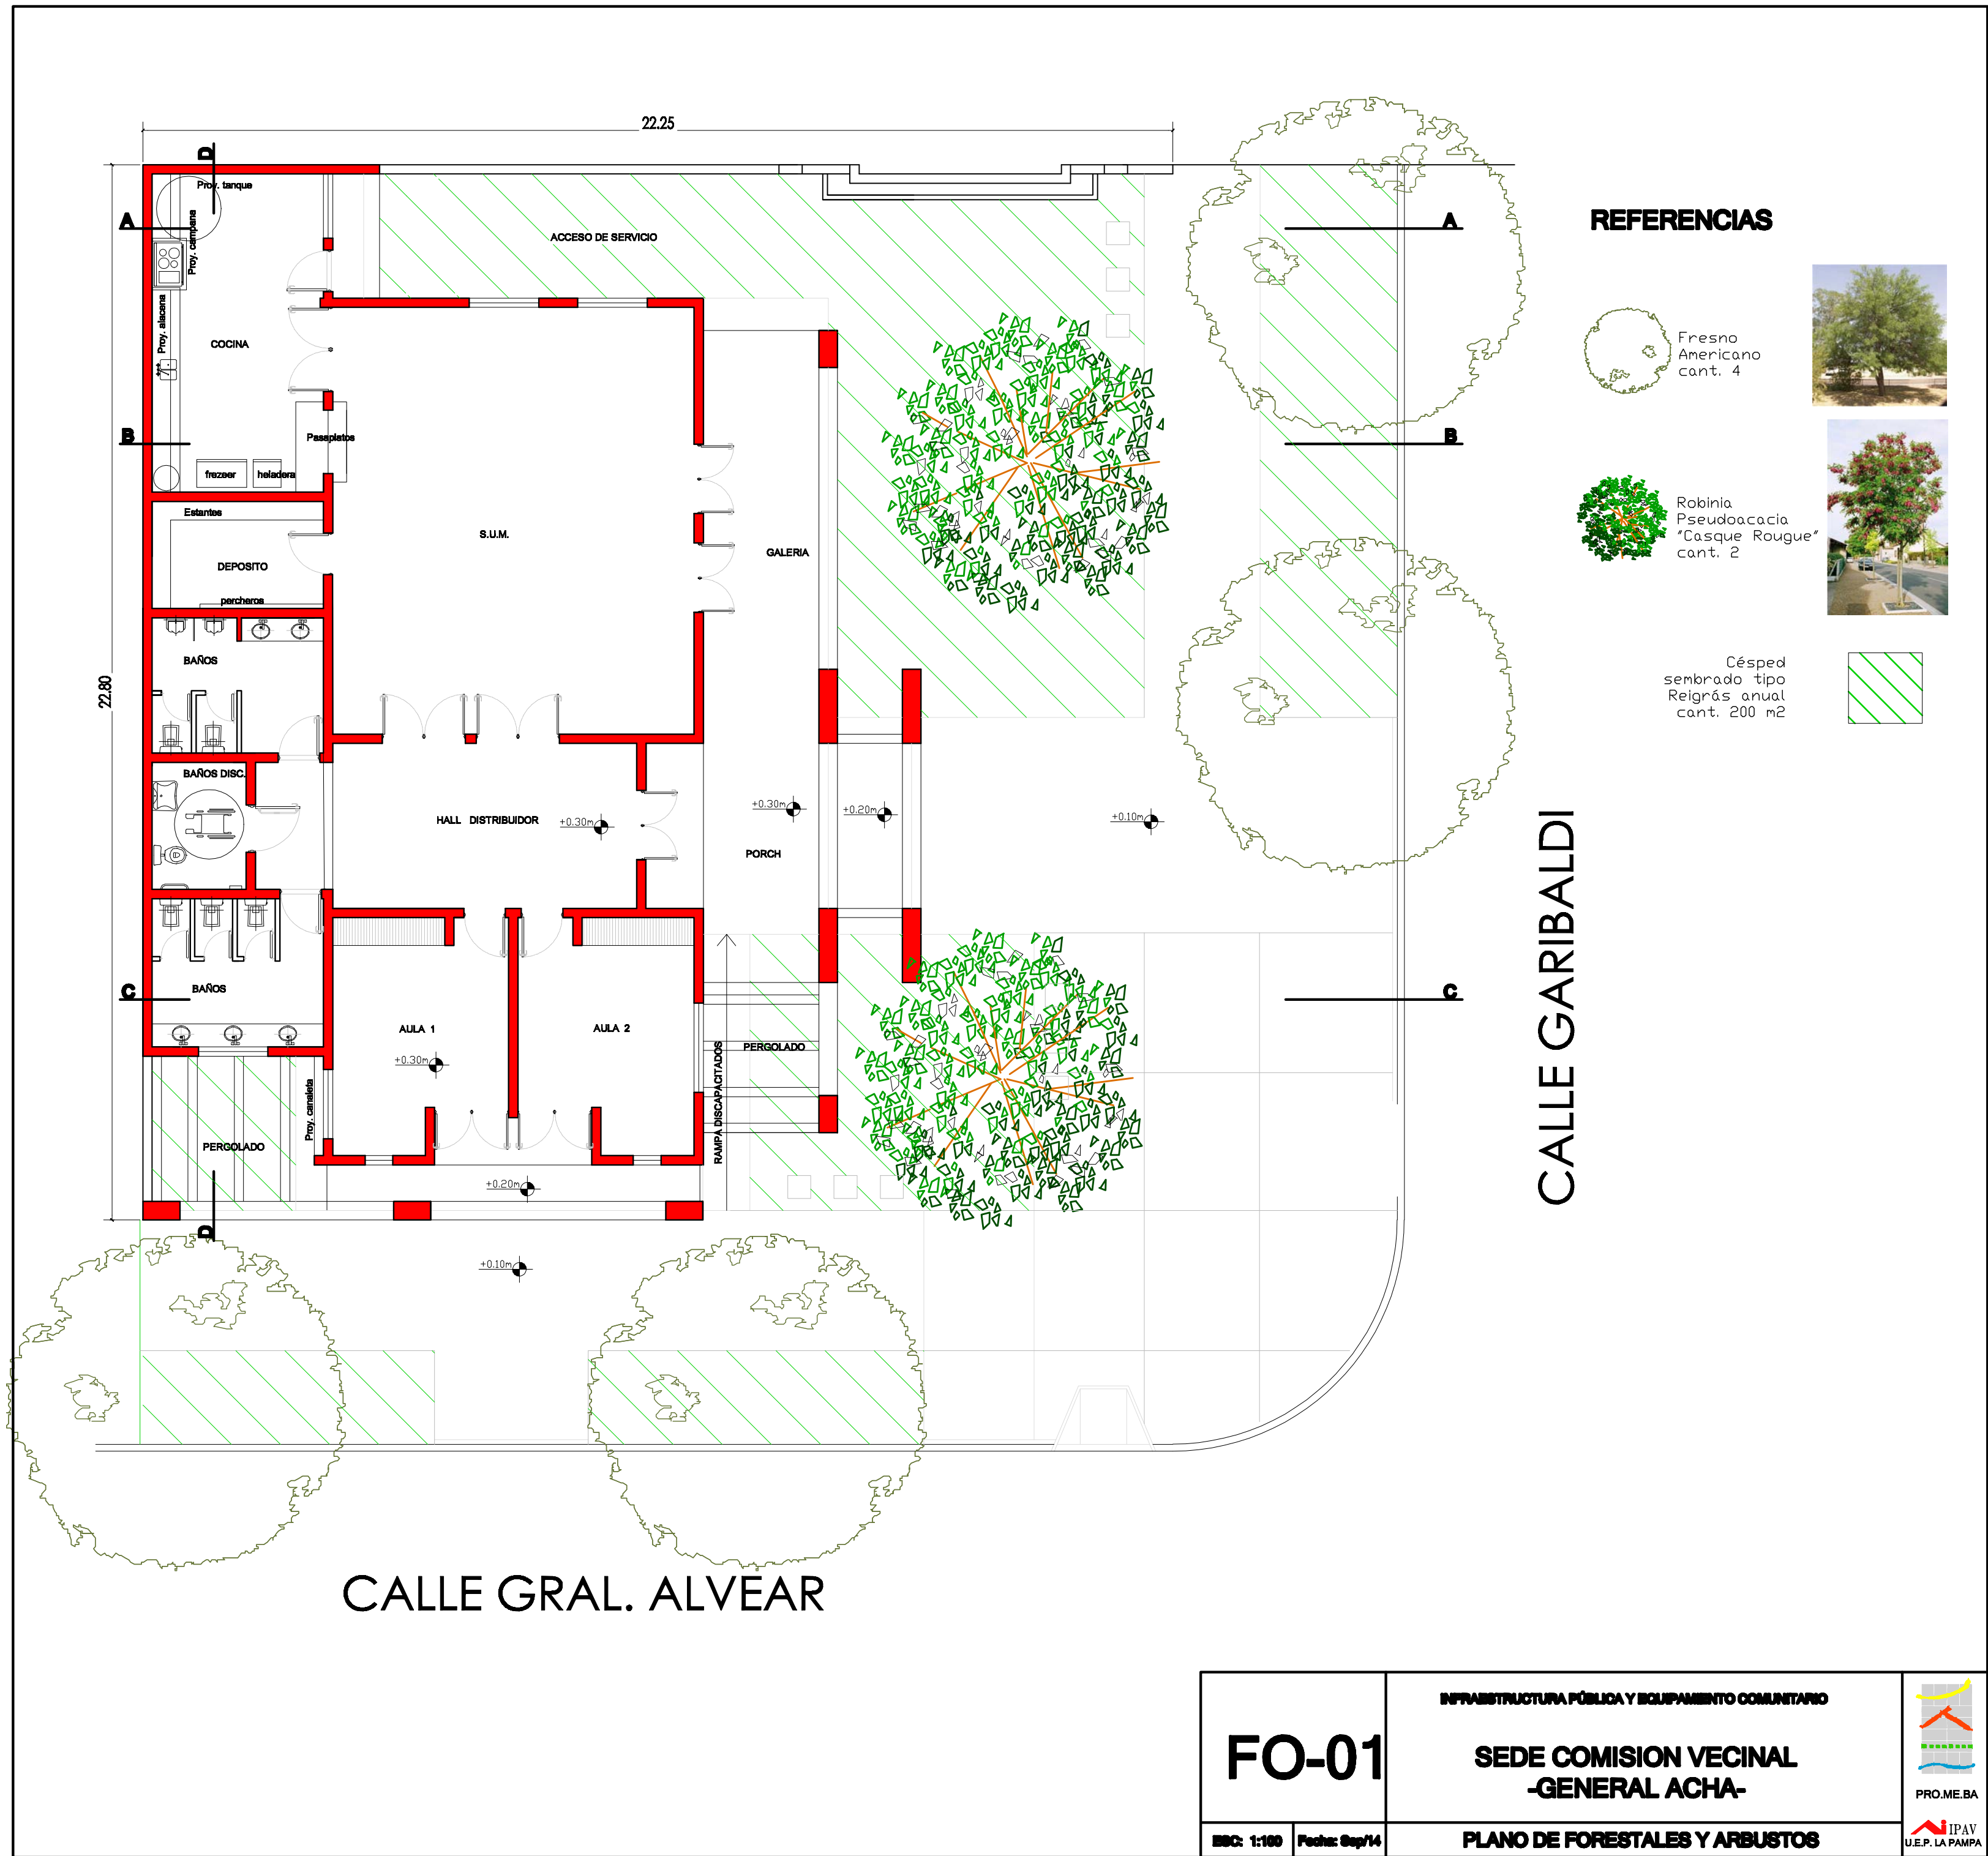 22.25
D
Proy. tanque
A
A
REFERENCIAS
Proy. campana
ACCESO DE SERVICIO
Proy. alacena
COCINA
Fresno
Americano
cant. 4
B
Pasaplatos
B
frezeer
heladera
Estantes
S.U.M.
GALERIA
Robinia
Pseudoacacia
"Casque Rougue"
cant. 2
DEPOSITO
percheros
BAÑOS
Césped
sembrado tipo
Reigrás anual
cant. 200 m2
22.80
BAÑOS DISC.
HALL DISTRIBUIDOR
+0.30m
+0.30m
+0.20m
+0.10m
PORCH
CALLE GARIBALDI
C
BAÑOS
C
AULA 1
AULA 2
+0.30m
PERGOLADO
RAMPA DISCAPACITADOS
Proy. canaleta
PERGOLADO
+0.20m
D
+0.10m
CALLE GRAL. ALVEAR
FO-01
INFRAESTRUCTURA PÚBLICA Y EQUIPAMIENTO COMUNITARIO
SEDE COMISION VECINAL
-GENERAL ACHA-
PRO.ME.BA
ESC: 1:100
Fecha: Sep/14
PLANO DE FORESTALES Y ARBUSTOS
IPAV
U.E.P. LA PAMPA